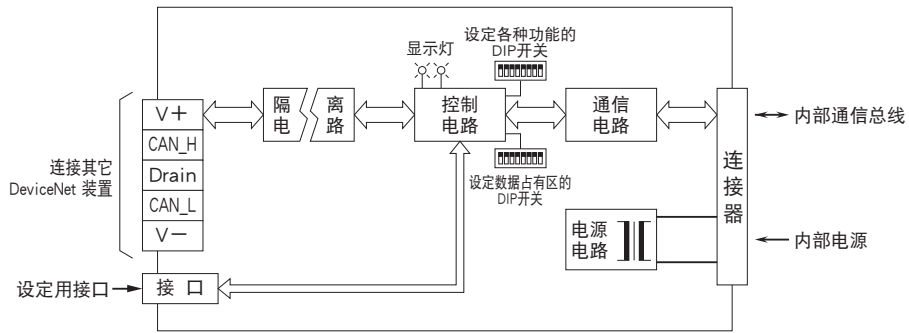 设定各种功能的
DIP开关
显示灯
V+
CAN_H
Drain
CAN_L
V−
连接其它
DeviceNet 装置
隔 离
电 路
控制
电路
通信
电路
连接器
内部通信总线
设定数据占有区的
DIP开关
电源
电路
内部电源
设定用接口
接 口